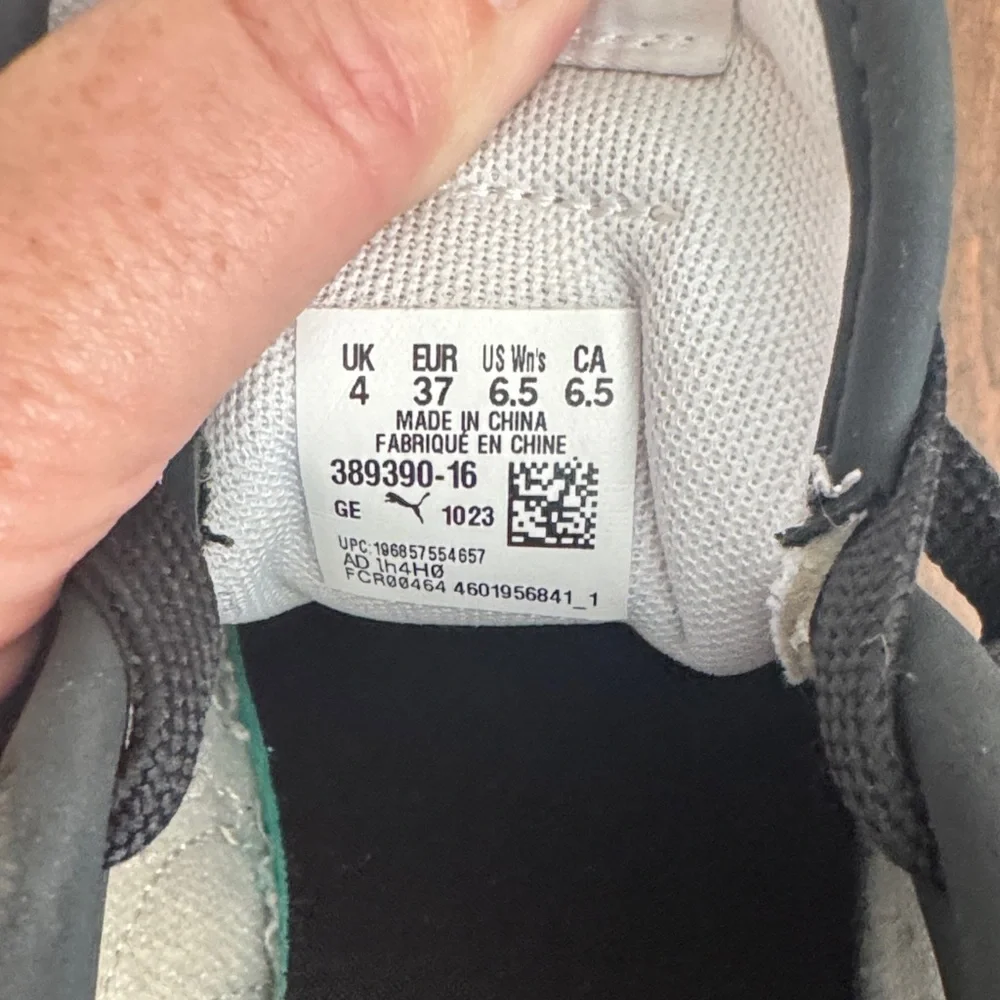 UK EUR US Wn's CA
4 37 6.5 6.5
MADE IN CHINA
FABRIQUÉ EN CHINE
389390-16
GE 1023
UPC:196857554657
AD 1h4H0
FCR00464 4601956841_1